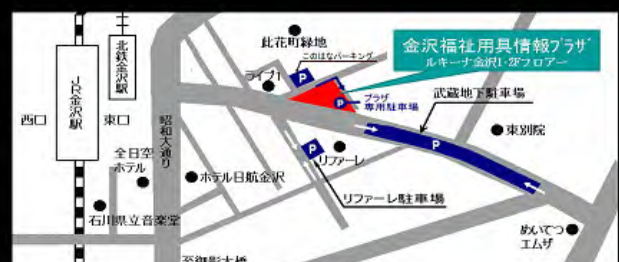 此花町緑地
このはなパーキング
P
金沢福祉用具情報プラザ
ルキーナ金沢1・2Fフロアー
北鉄金沢駅
JR金沢駅
ライブ1
P
プラザ
専用駐車場
武蔵地下駐車場
西口
東口
昭和大通り
P
リファーレ
P
東別院
全日空
ホテル
ホテル日航金沢
リファーレ駐車場
石川県立音楽堂
めいてつ
エムザ
至御影大橋